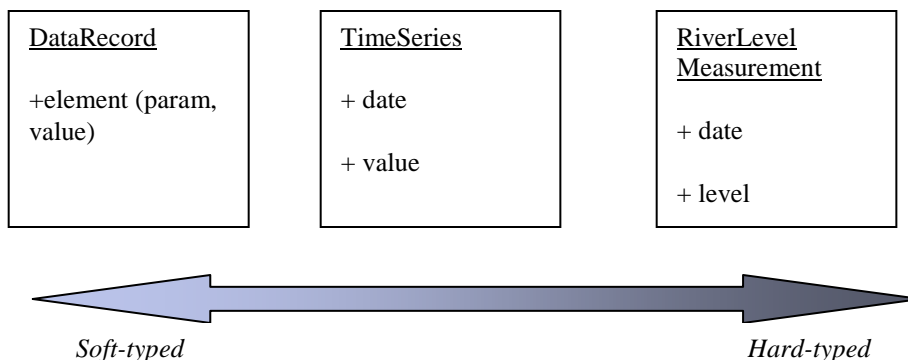 DataRecord
+element (param,
value)
TimeSeries
+ date
+ value
RiverLevel
Measurement
+ date
+ level
Soft-typed
Hard-typed